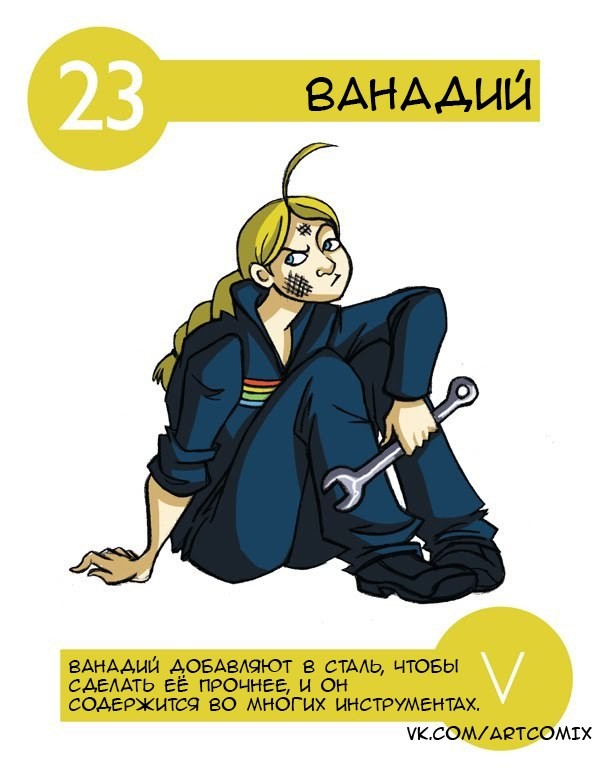 23
ВАНАДИЙ
ВАНАДИЙ ДОБАВЛЯЮТ В СТАЛЬ, ЧТОБЫ
СДЕЛАТЬ ЕЁ ПРОЧНЕЕ, И ОН
СОДЕРЖИТСЯ ВО МНОГИХ ИНСТРУМЕНТАХ.
V
VK.COM/ARTCOMIX